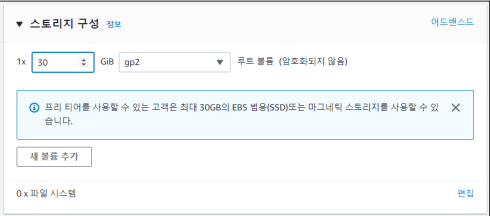 ▼ 스토리지 구성 정보 어드밴스드
1x 30 GiB gp2 루트 볼륨 (암호화되지 않음)
프리 티어를 사용할 수 있는 고객은 최대 30GB의 EBS 범용(SSD)또는 마그네틱 스토리지를 사용할 수 있
습니다.
새 볼륨 추가
0 x 파일 시스템 편집